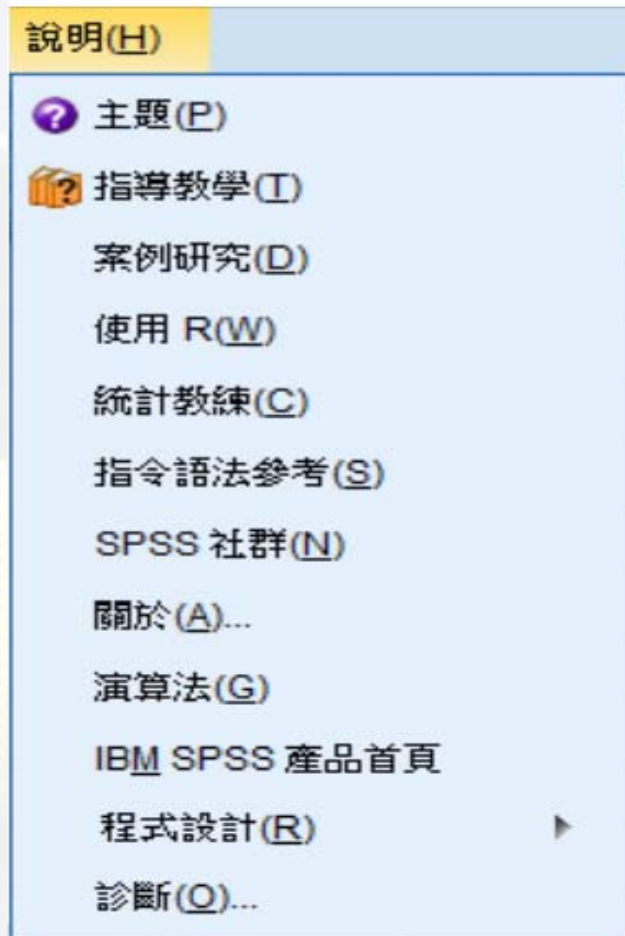 說明(H)
主題(P)
指導教學(T)
案例研究(D)
使用 R(W)
統計教練(C)
指令語法參考(S)
SPSS 社群(N)
關於(A)...
演算法(G)
IBM SPSS 產品首頁
程式設計(R)
診斷(O)...